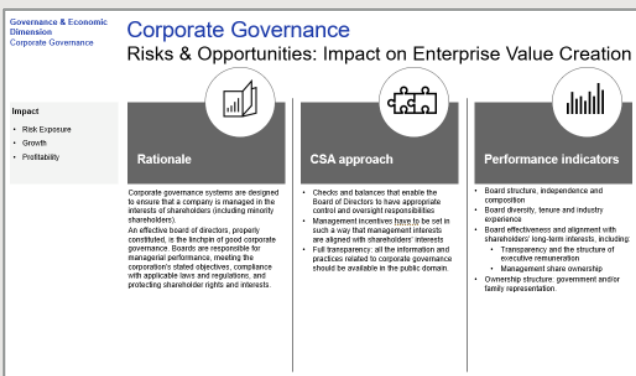 Governance & Economic
Dimension
Corporate Governance
Corporate Governance
Risks & Opportunities: Impact on Enterprise Value Creation
Impact
• Risk Exposure
• Growth
• Profitability
Rationale
Corporate governance systems are designed
to ensure that a company is managed in the
interests of shareholders (including minority
shareholders).
An effective board of directors, properly
constituted, is the linchpin of good corporate
governance. Boards are responsible for
managerial performance, meeting the
corporation's stated objectives, compliance
with applicable laws and regulations, and
protecting shareholder rights and interests.
CSA approach
• Checks and balances that enable the
Board of Directors to have appropriate
control and oversight responsibilities
• Management incentives have to be set in
such a way that management interests
are aligned with shareholders' interests
• Full transparency: all the information and
practices related to corporate governance
should be available in the public domain.
Performance indicators
• Board structure, independence and
composition
• Board diversity, tenure and industry
experience
• Board effectiveness and alignment with
shareholders' long-term interests, including:
• Transparency and the structure of
executive remuneration
• Management share ownership
• Ownership structure: government and/or
family representation.